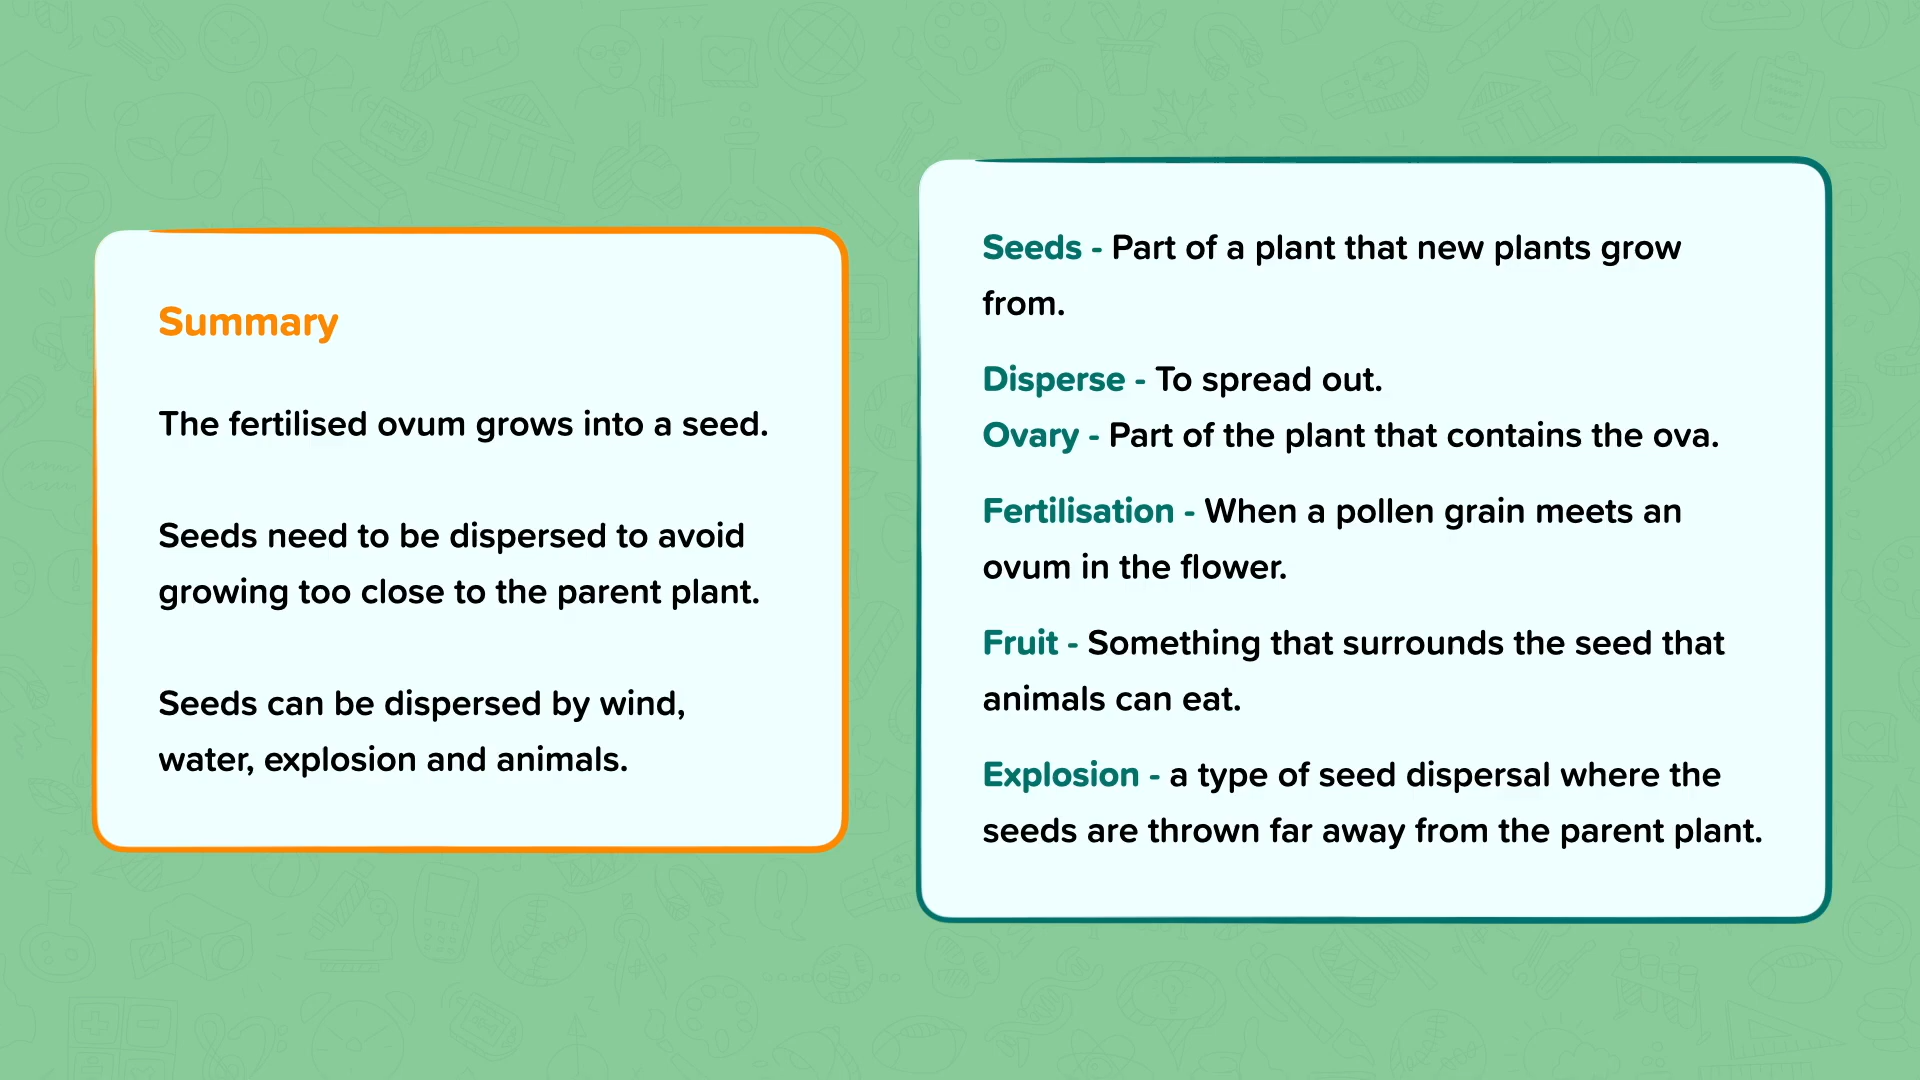 Summary
The fertilised ovum grows into a seed.
Seeds need to be dispersed to avoid
growing too close to the parent plant.
Seeds can be dispersed by wind,
water, explosion and animals.
Seeds - Part of a plant that new plants grow
from.
Disperse - To spread out.
Ovary - Part of the plant that contains the ova.
Fertilisation - When a pollen grain meets an
ovum in the flower.
Fruit - Something that surrounds the seed that
animals can eat.
Explosion - a type of seed dispersal where the
seeds are thrown far away from the parent plant.